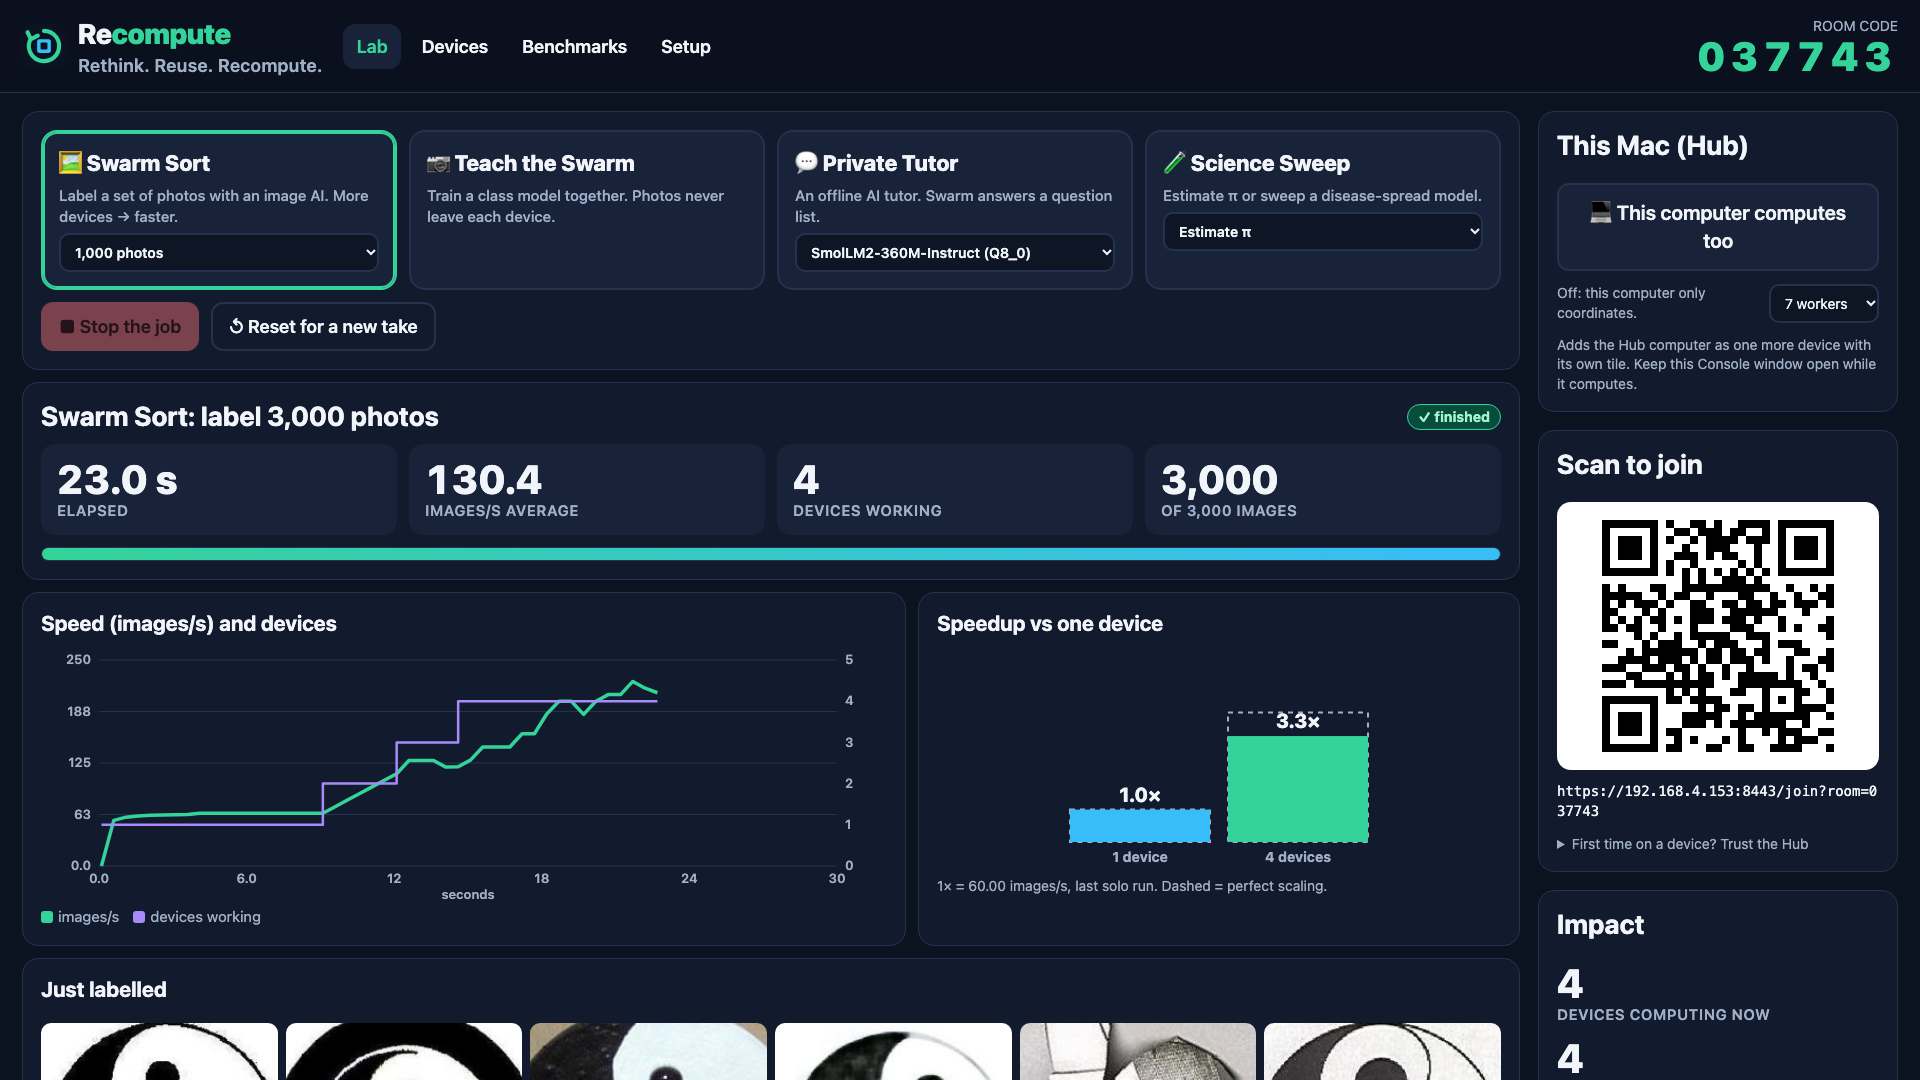 Recompute
Rethink. Reuse. Recompute.
Lab
Devices
Benchmarks
Setup
ROOM CODE
037743
Swarm Sort
Label a set of photos with an image AI. More
devices → faster.
1,000 photos
Teach the Swarm
Train a class model together. Photos never
leave each device.
Private Tutor
An offline AI tutor. Swarm answers a question
list.
SmolLM2-360M-Instruct (Q8_0)
Science Sweep
Estimate π or sweep a disease-spread model.
Estimate π
Stop the job
Reset for a new take
Swarm Sort: label 3,000 photos
✓ finished
23.0 s
ELAPSED
130.4
IMAGES/S AVERAGE
4
DEVICES WORKING
3,000
OF 3,000 IMAGES
Speed (images/s) and devices
250
188
125
63
0.0
5
4
3
2
1
0
0.0
6.0
12
18
24
30
seconds
images/s
devices working
Speedup vs one device
1.0×
3.3×
1 device
4 devices
1× = 60.00 images/s, last solo run. Dashed = perfect scaling.
Just labelled
This Mac (Hub)
This computer computes
too
Off: this computer only
coordinates.
7 workers
Adds the Hub computer as one more device with
its own tile. Keep this Console window open while
it computes.
Scan to join
https://192.168.4.153:8443/join?room=0
37743
First time on a device? Trust the Hub
Impact
4
DEVICES COMPUTING NOW
4